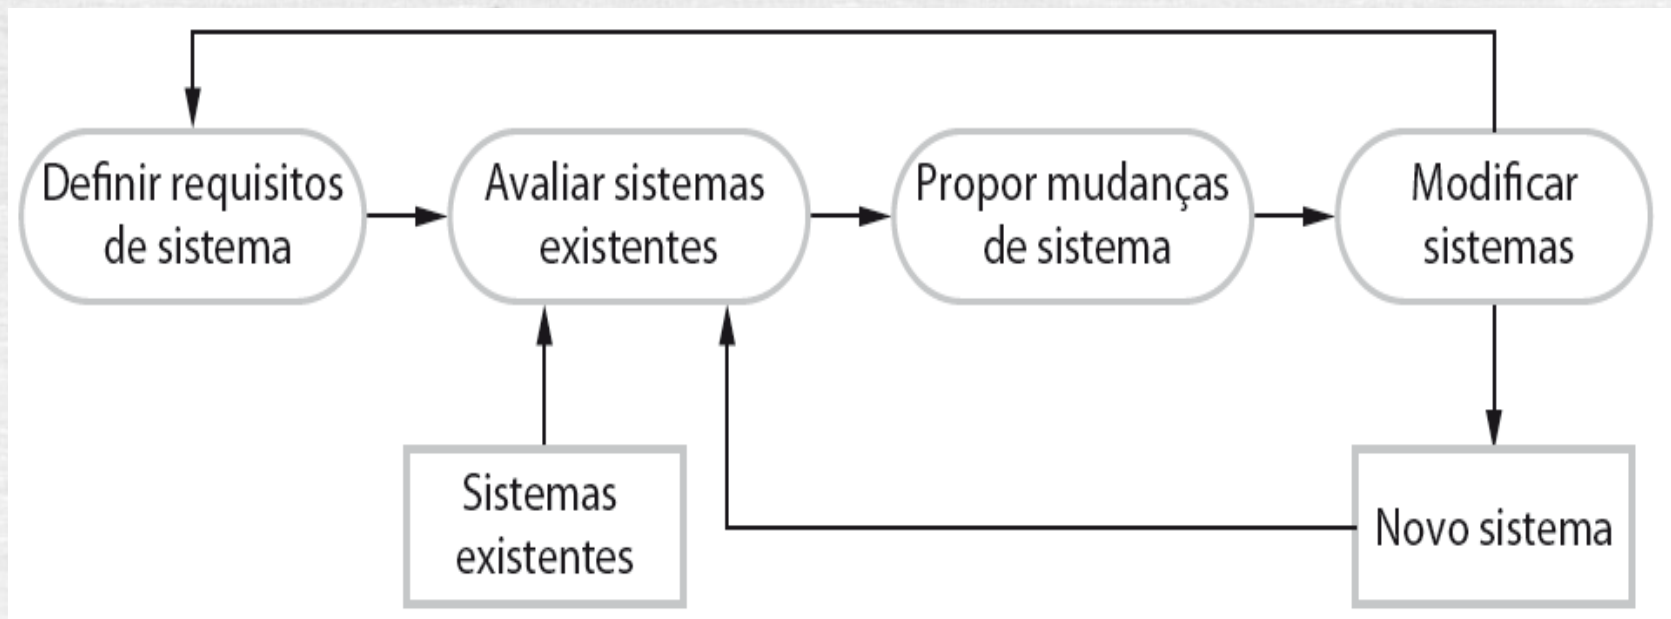 Definir requisitos
de sistema
Avaliar sistemas
existentes
Propor mudanças
de sistema
Modificar
sistemas
Sistemas
existentes
Novo sistema